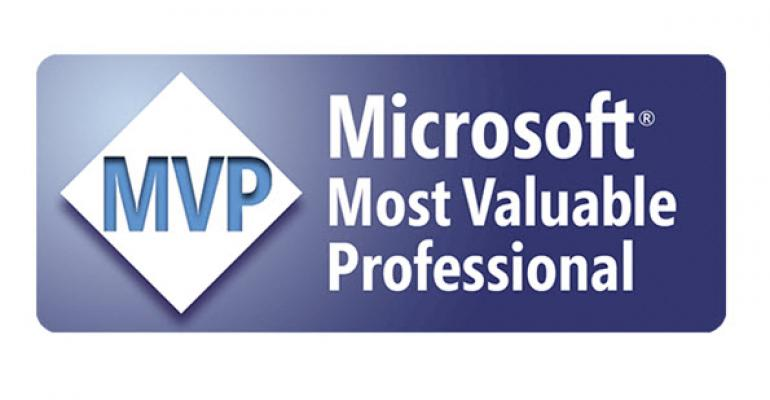 MVP
Microsoft®
Most Valuable
Professional